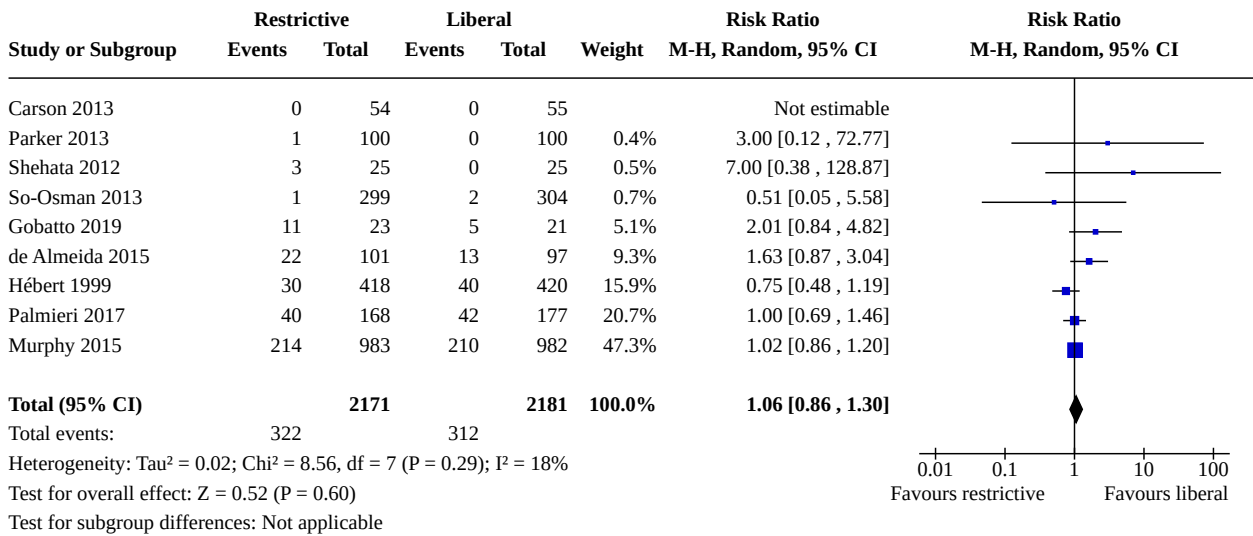 Restrictive Liberal Risk Ratio Risk Ratio
Study or Subgroup Events Total Events Total Weight M-H, Random, 95% CI M-H, Random, 95% CI
Carson 2013 0 54 0 55 Not estimable
Parker 2013 1 100 0 100 0.4% 3.00 [0.12 , 72.77]
Shehata 2012 3 25 0 25 0.5% 7.00 [0.38 , 128.87]
So-Osman 2013 1 299 2 304 0.7% 0.51 [0.05 , 5.58]
Gobatto 2019 11 23 5 21 5.1% 2.01 [0.84 , 4.82]
de Almeida 2015 22 101 13 97 9.3% 1.63 [0.87 , 3.04]
Hébert 1999 30 418 40 420 15.9% 0.75 [0.48 , 1.19]
Palmieri 2017 40 168 42 177 20.7% 1.00 [0.69 , 1.46]
Murphy 2015 214 983 210 982 47.3% 1.02 [0.86 , 1.20]
Total (95% CI) 2171 2181 100.0% 1.06 [0.86 , 1.30]
Total events: 322 312
Heterogeneity: Tau² = 0.02; Chi² = 8.56, df = 7 (P = 0.29); I² = 18%
0.01 0.1 1 10 100
Test for overall effect: Z = 0.52 (P = 0.60)
Favours restrictive Favours liberal
Test for subgroup differences: Not applicable